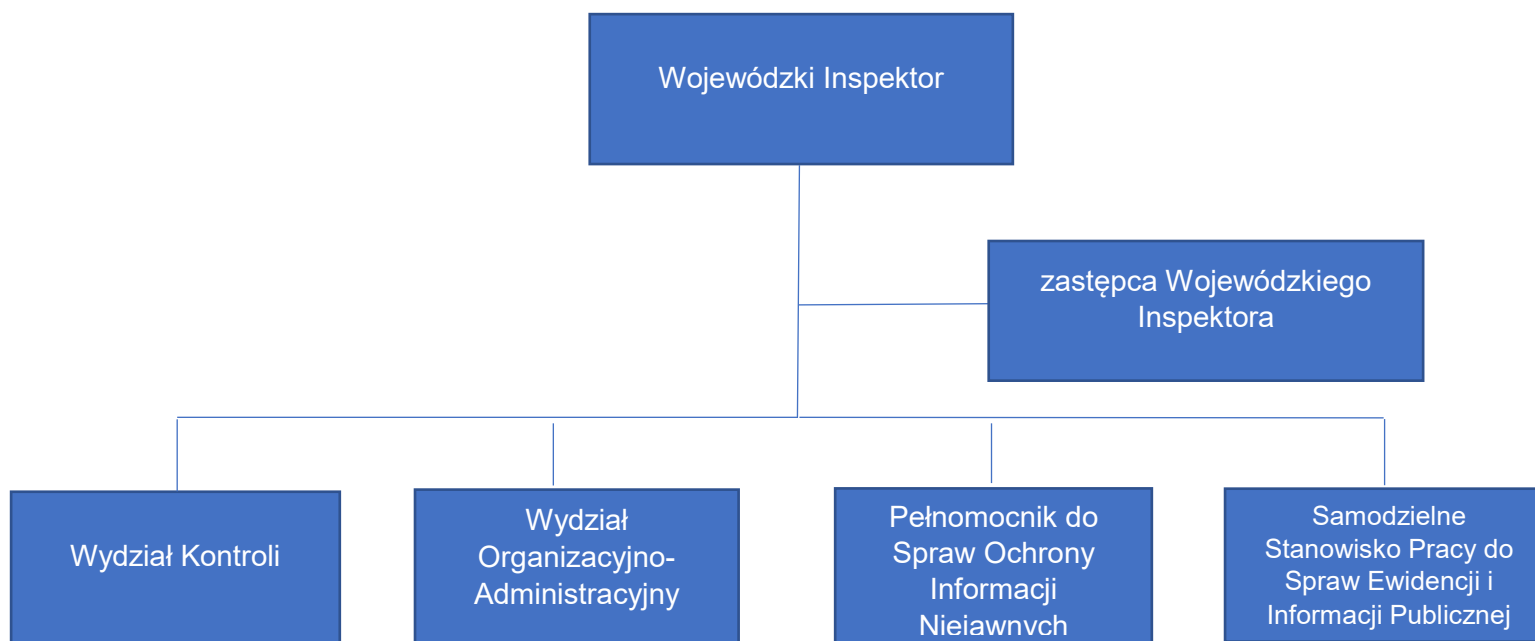 Wojewódzki Inspektor
zastępca Wojewódzkiego
Inspektora
Wydział Kontroli
Wydział
Organizacyjno-
Administracyjny
Pełnomocnik do
Spraw Ochrony
Informacji
Niejawnych
Samodzielne
Stanowisko Pracy do
Spraw Ewidencji i
Informacji Publicznej